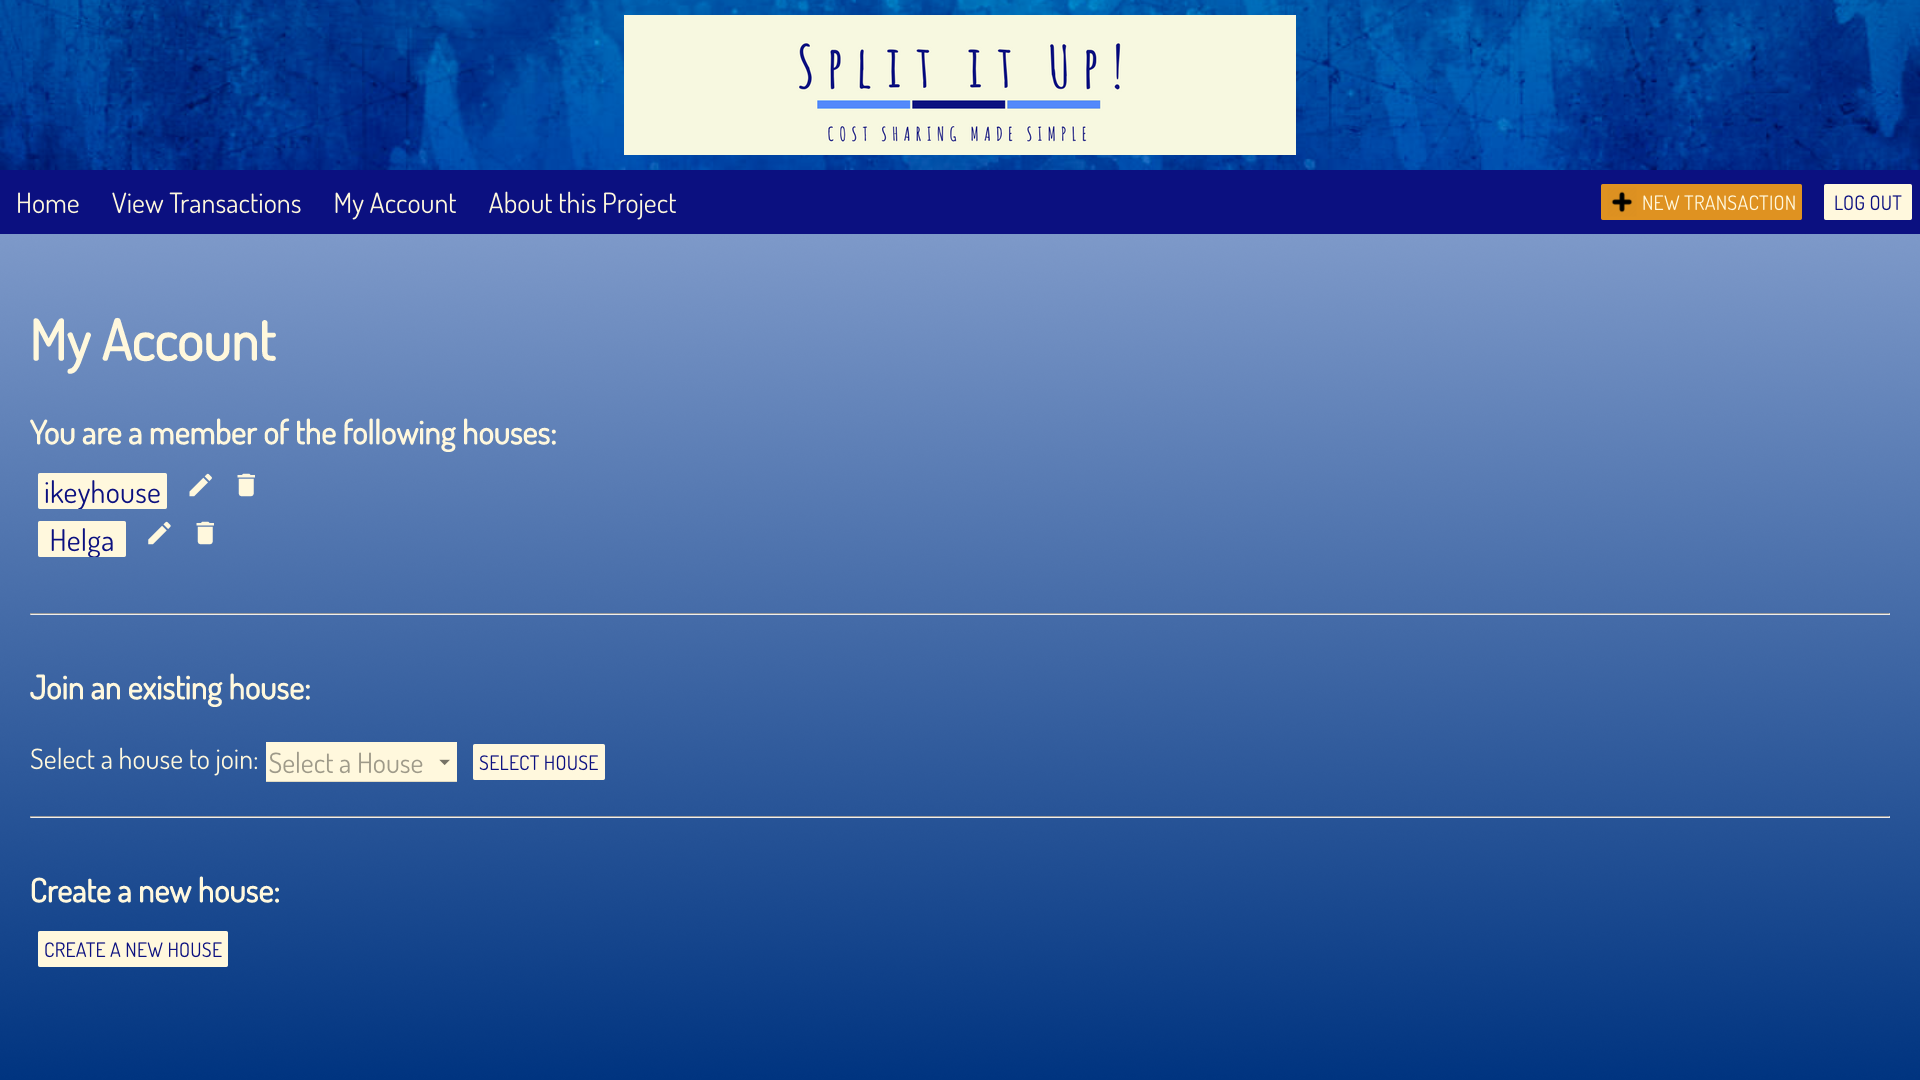 Split it Up!
COST SHARING MADE SIMPLE
Home View Transactions My Account About this Project NEW TRANSACTION LOG OUT
My Account
You are a member of the following houses:
ikeyhouse
Helga
Join an existing house:
Select a house to join: Select a House SELECT HOUSE
Create a new house:
CREATE A NEW HOUSE